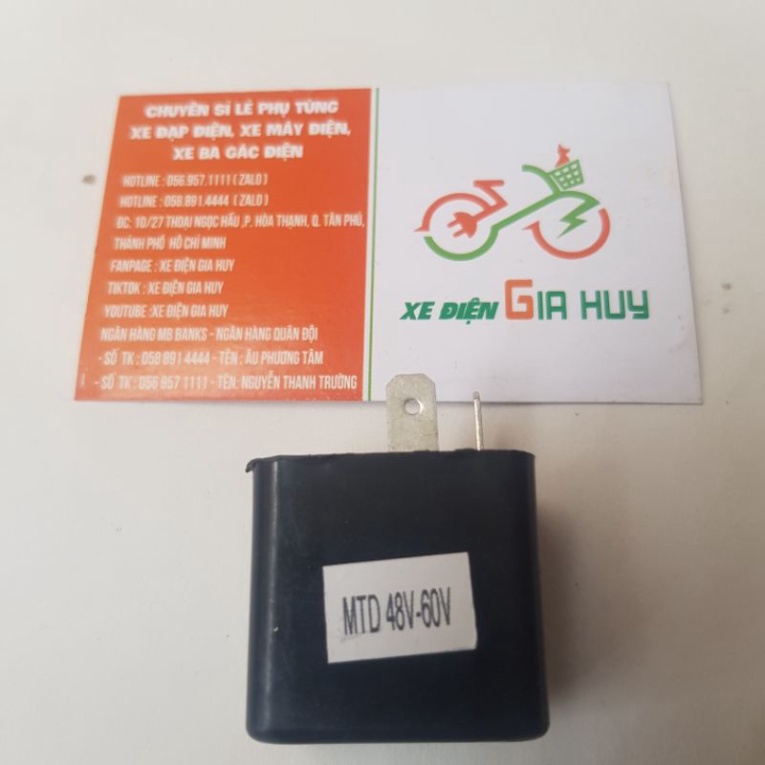 CHUYÊN SỈ LẺ PHỤ TÙNG
XE ĐẠP ĐIỆN, XE MÁY ĐIỆN,
XE BA GÁC ĐIỆN
HOTLINE : 056.957.1111 ( ZALO )
HOTLINE : 058.891.4444 ( ZALO )
ĐC: 10/27 THOẠI NGỌC HẦU ,P. HÒA THẠNH, Q. TÂN PHÚ,
THÀNH PHỐ HỒ CHÍ MINH
FANPAGE : XE ĐIỆN GIA HUY
TIKTOK : XE ĐIỆN GIA HUY
YOUTUBE :XE ĐIỆN GIA HUY
NGÂN HÀNG MB BANKS - NGÂN HÀNG QUÂN ĐỘI
- SỐ TK : 058 891 4444 - TÊN : ÂU PHƯƠNG TÂM
- SỐ TK : 056 957 1111 - TÊN: NGUYỄN THANH TRƯỜNG
XE ĐIỆN GIA HUY
MTD 48V-60V